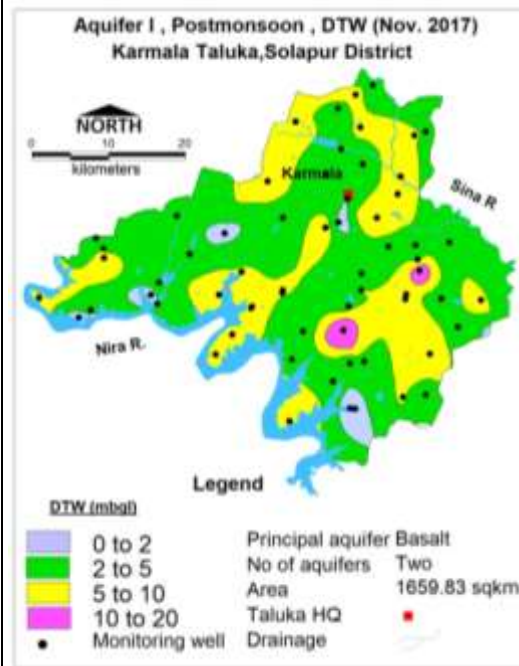 Aquifer I , Postmonsoon , DTW (Nov. 2017)
Karmala Taluka,Solapur District
NORTH
0 20
kilometers
Karmala
Sina R
Nira R.
Legend
DTW (mbgl)
0 to 2
2 to 5
5 to 10
10 to 20
Monitoring well
Principal aquifer Basalt
No of aquifers Two
Area 1659.83 sqkm
Taluka HQ
Drainage